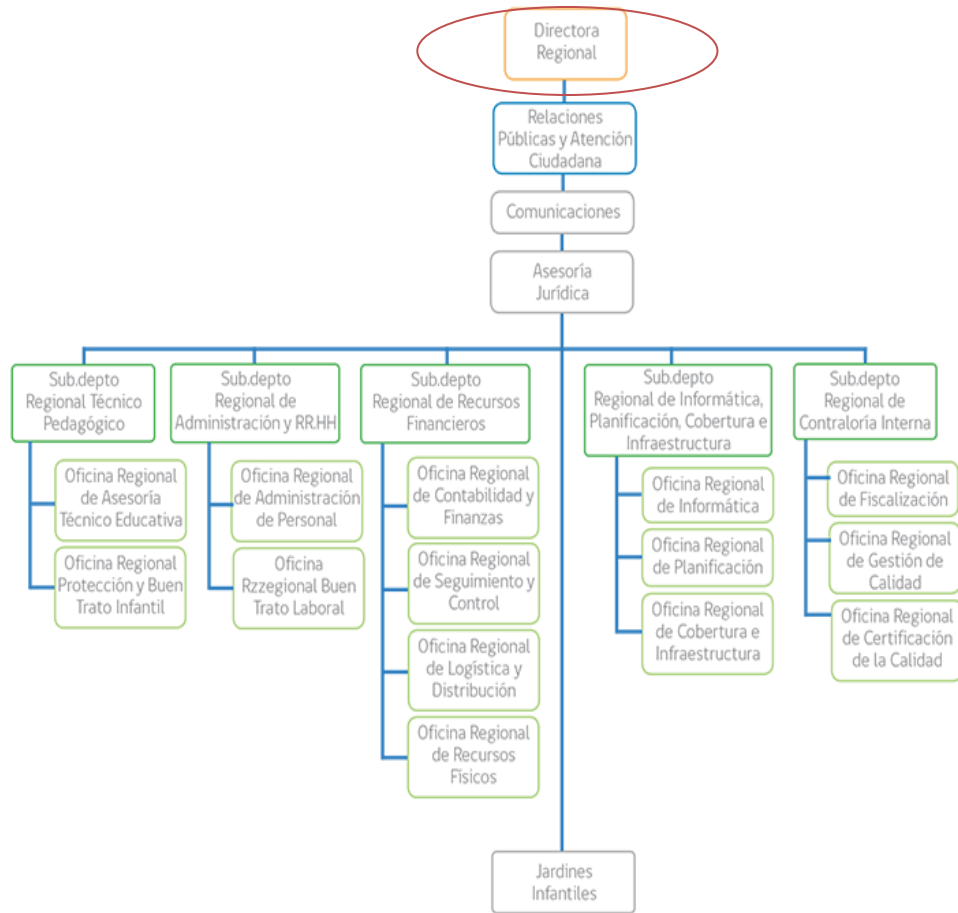 Directora
Regional
Relaciones
Públicas y Atención
Ciudadana
Comunicaciones
Asesoría
Jurídica
Sub.depto
Regional Técnico
Pedagógico
Oficina Regional
de Asesoría
Técnico Educativa
Oficina Regional
Protección y Buen
Trato Infantil
Sub.depto
Regional de
Administración y RR.HH
Oficina Regional
de Administración
de Personal
Oficina
Rzzegional Buen
Trato Laboral
Sub.depto
Regional de Recursos
Financieros
Oficina Regional
de Contabilidad y
Finanzas
Oficina Regional
de Seguimiento y
Control
Oficina Regional
de Logística y
Distribución
Oficina Regional
de Recursos
Físicos
Sub.depto
Regional de Informática,
Planificación, Cobertura e
Infraestructura
Oficina Regional
de Informática
Oficina Regional
de Planificación
Oficina Regional
de Cobertura e
Infraestructura
Sub.depto
Regional de
Contraloría Interna
Oficina Regional
de Fiscalización
Oficina Regional
de Gestión de
Calidad
Oficina Regional
de Certificación
de la Calidad
Jardines
Infantiles